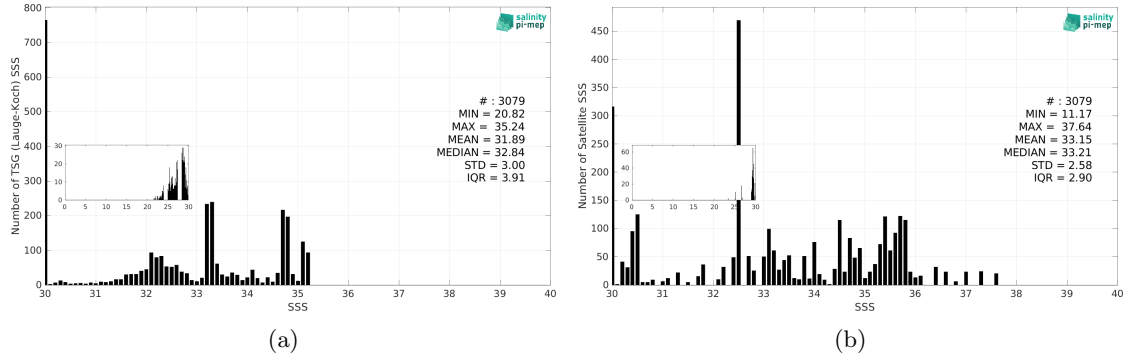 800
700
600
500
400
300
200
100
0
Number of TSG (Lauge-Koch) SSS
30 31 32 33 34 35 36 37 38 39 40
SSS
salinity
pi-mep
# : 3079
MIN = 20.82
MAX = 35.24
MEAN = 31.89
MEDIAN = 32.84
STD = 3.00
IQR = 3.91
30
20
10
0
0 5 10 15 20 25 30
(a)
450
400
350
300
250
200
150
100
50
0
Number of Satellite SSS
30 31 32 33 34 35 36 37 38 39 40
SSS
salinity
pi-mep
# : 3079
MIN = 11.17
MAX = 37.64
MEAN = 33.15
MEDIAN = 33.21
STD = 2.58
IQR = 2.90
60
40
20
0
0 5 10 15 20 25 30
(b)